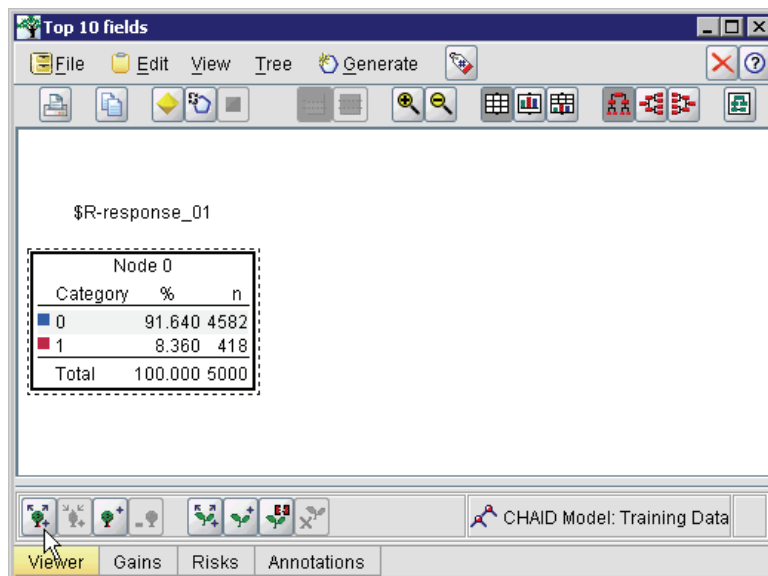 Top 10 fields
File Edit View Tree Generate
$R-response_01
Node 0
Category % n
0 91.640 4582
1 8.360 418
Total 100.000 5000
CHAID Model: Training Data
Viewer Gains Risks Annotations